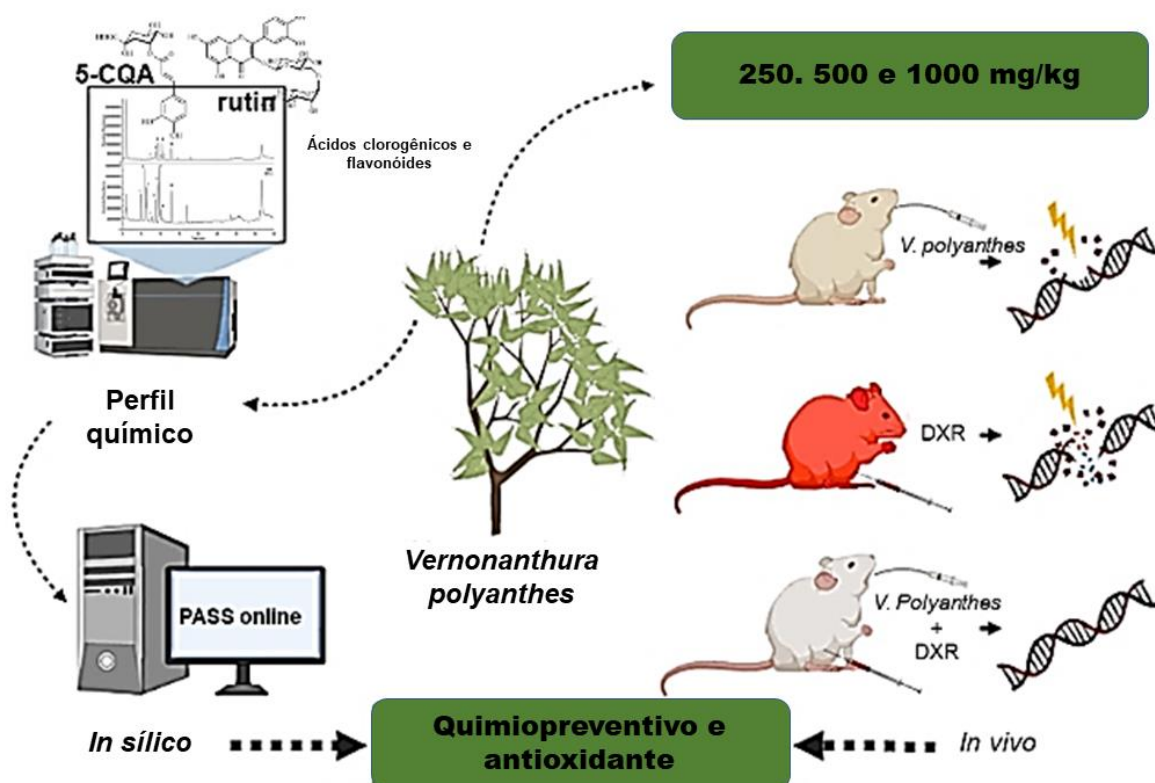 5-CQA
rutin
Ácidos clorogênicos e
flavonóides
Perfil
químico
PASS online
In sílico
Vernonanthura
polyanthes
250. 500 e 1000 mg/kg
V. polyanthes
DXR
V. Polyanthes
+
DXR
Quimiopreventivo e
antioxidante
In vivo